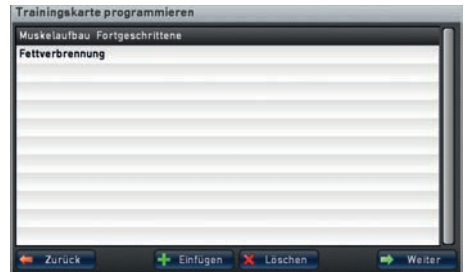 Trainingskarte programmieren
Muskelaufbau Fortgeschrittene
Fettverbrennung
Zurück Einfügen Löschen Weiter